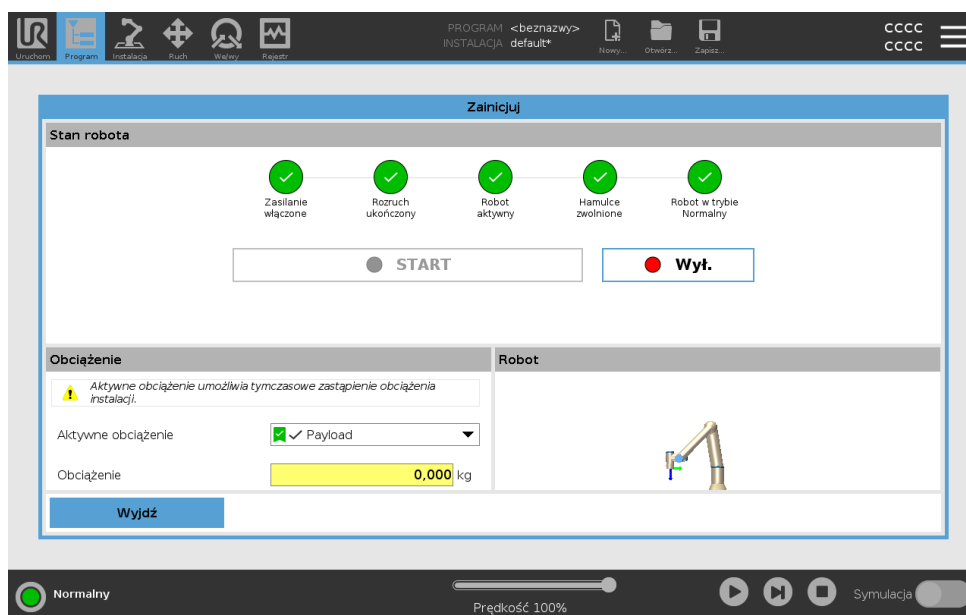 PROGRAM <beznazwy>
INSTALACJA default*
UR
Uruchom Program Instalacja Ruch We/wy Rejestr Nowy... Otwórz... Zapisz...
cccc
cccc
Zainicjuj
Stan robota
Zasilanie włączone
Rozruch ukończony
Robot aktywny
Hamulce zwolnione
Robot w trybie Normalny
START
Wył.
Obciążenie
Robot
Aktywne obciążenie umożliwia tymczasowe zastąpienie obciążenia
instalacji.
Aktywne obciążenie
Payload
Obciążenie
0,000 kg
Wyjdź
Normalny
Prędkość 100%
Symulacja